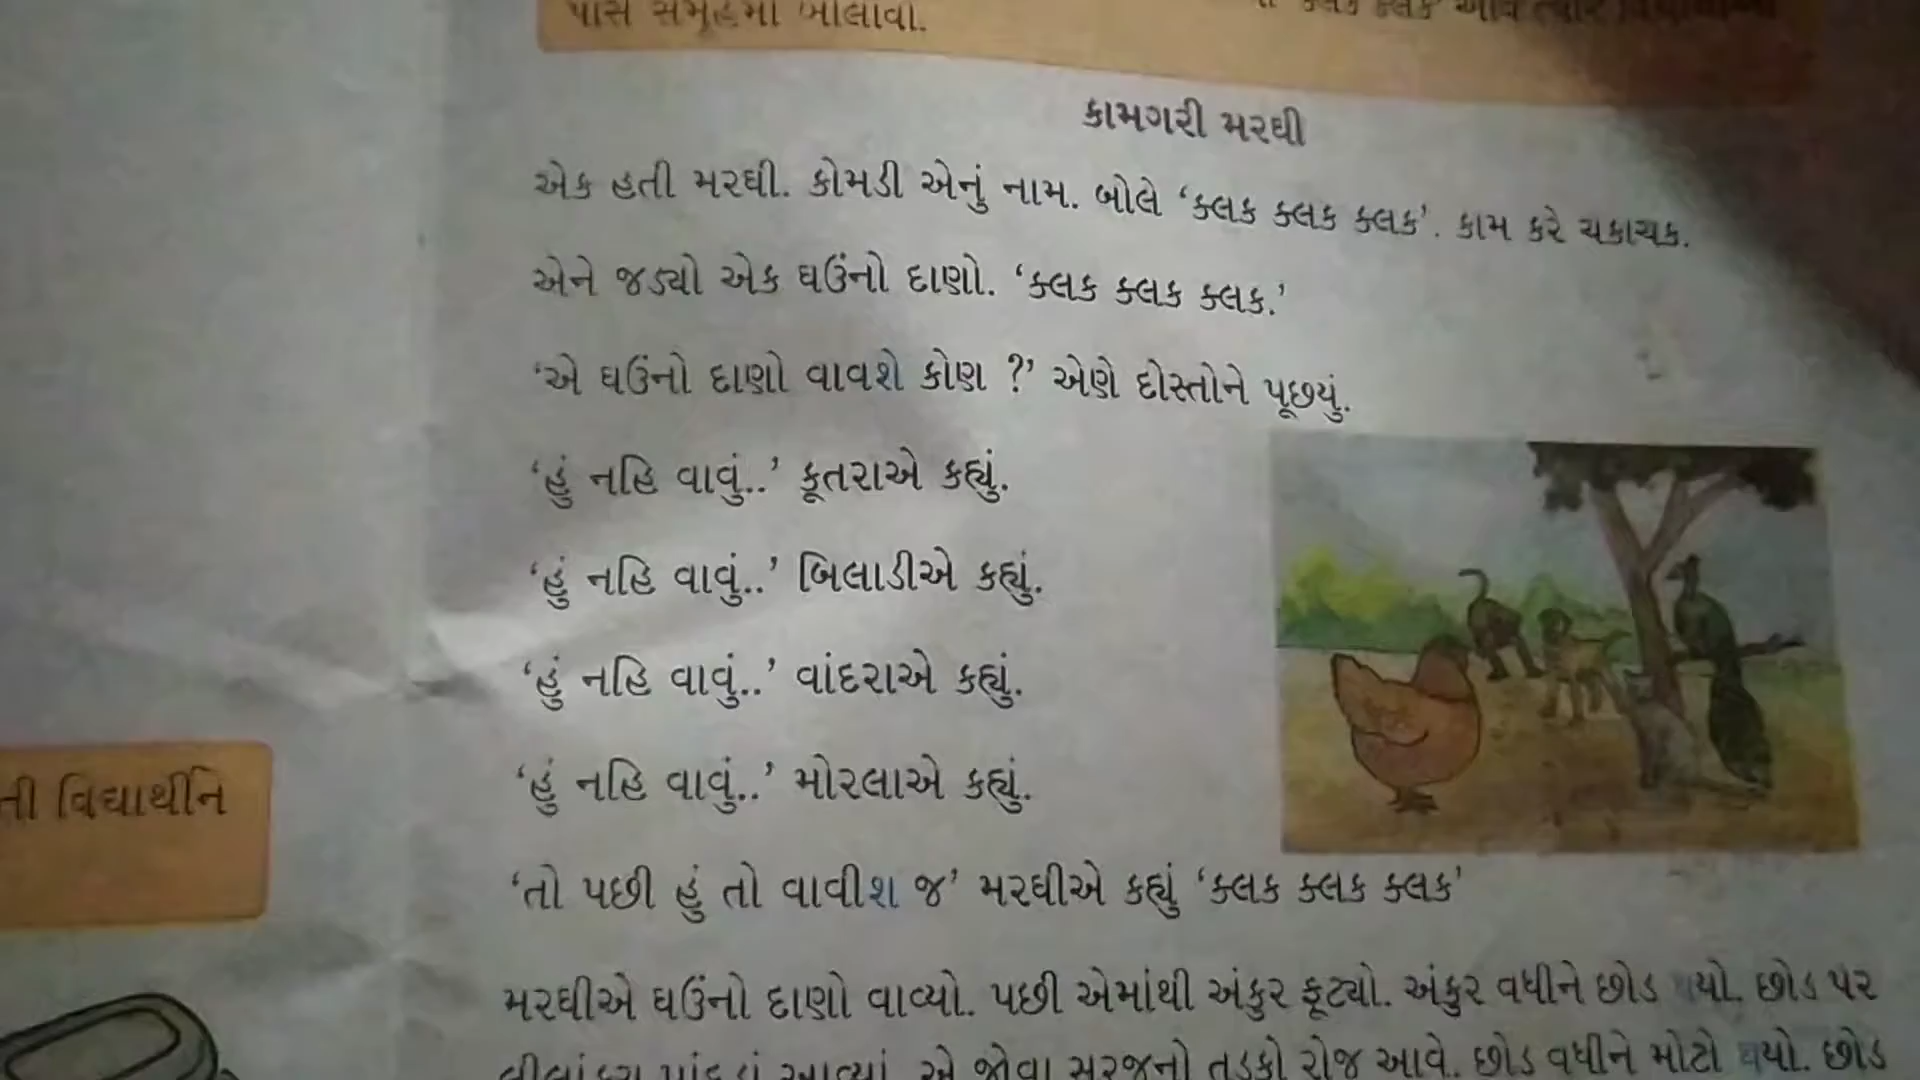 પાસે સમૂહમાં બોલાવો.
કામગરી મરઘી
એક હતી મરઘી. કોમડી એનું નામ. બોલે ‘ક્લક ક્લક ક્લક’. કામ કરે ચકાચક.
એને જડ્યો એક ઘઉંનો દાણો. ‘ક્લક ક્લક ક્લક.’
‘એ ઘઉંનો દાણો વાવશે કોણ ?’ એણે દોસ્તોને પૂછ્યું.
‘હું નહિ વાવું..’ કૂતરાએ કહ્યું.
‘હું નહિ વાવું..’ બિલાડીએ કહ્યું.
‘હું નહિ વાવું..’ વાંદરાએ કહ્યું.
‘હું નહિ વાવું..’ મોરલાએ કહ્યું.
તી વિદ્યાર્થીને
‘તો પછી હું તો વાવીશ જ’ મરઘીએ કહ્યું ‘ક્લક ક્લક ક્લક’
મરઘીએ ઘઉંનો દાણો વાવ્યો. પછી એમાંથી અંકુર ફૂટ્યો. અંકુર વધીને છોડ થયો. છોડ પર
આવ્યાં. એ જોવા સૂરજનો તડકો રોજ આવે. છોડ વધીને મોટો થયો. છોડ